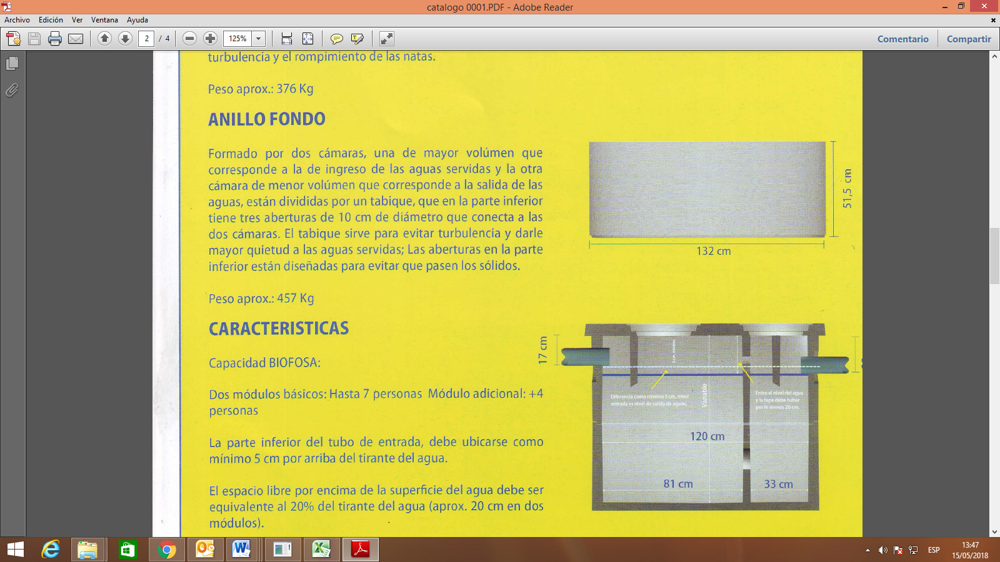 catalogo 0001.PDF - Adobe Reader
Archivo Edición Ver Ventana Ayuda
2 / 4
125%
Comentario Compartir
turbulencia y el rompimiento de las natas.
Peso aprox.: 376 Kg
ANILLO FONDO
Formado por dos cámaras, una de mayor volúmen que
corresponde a la de ingreso de las aguas servidas y la otra
cámara de menor volúmen que corresponde a la salida de las
aguas, están divididas por un tabique, que en la parte inferior
tiene tres aberturas de 10 cm de diámetro que conecta a las
dos cámaras. El tabique sirve para evitar turbulencia y darle
mayor quietud a las aguas servidas; Las aberturas en la parte
inferior están diseñadas para evitar que pasen los sólidos.
Peso aprox.: 457 Kg
CARACTERISTICAS
Capacidad BIOFOSA:
Dos módulos básicos: Hasta 7 personas Módulo adicional: +4
personas
La parte inferior del tubo de entrada, debe ubicarse como
mínimo 5 cm por arriba del tirante del agua.
El espacio libre por encima de la superficie del agua debe ser
equivalente al 20% del tirante del agua (aprox. 20 cm en dos
módulos).
51,5 cm
132 cm
17 cm
Variable
Diferencia como mínimo 5 cm. nivel
entrada vs nivel de salida de aguas.
Entre el nivel del agua
y la tapa debe haber
por lo menos 20 cm.
120 cm
81 cm
33 cm
ESP
13:47
15/05/2018